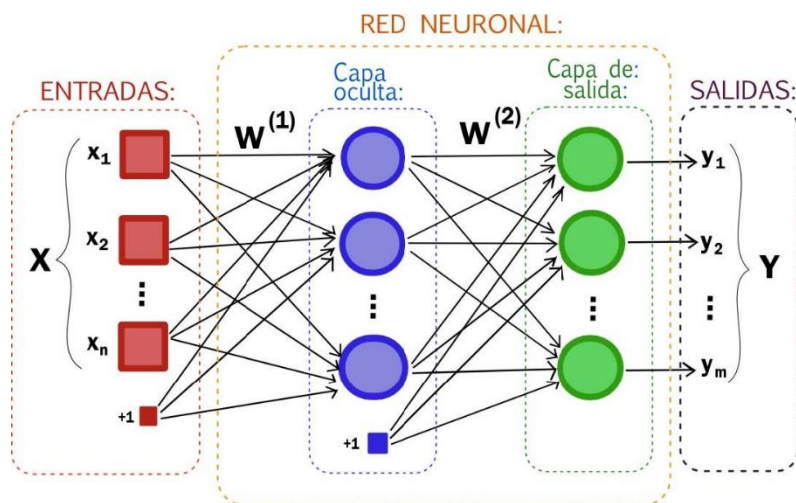 RED NEURONAL:
ENTRADAS:
Capa
oculta:
Capa de:
salida:
SALIDAS:
W(1)
W(2)
x1
x2
⋮
xn
+1
X
⋮
+1
⋮
y1
y2
⋮
ym
Y